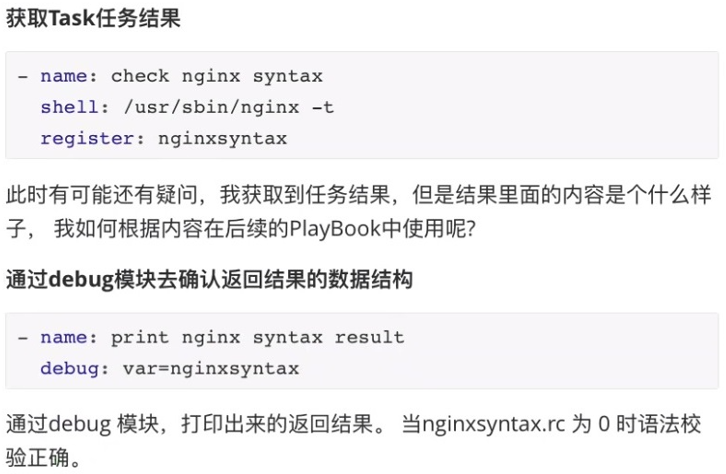 获取Task任务结果
- name: check nginx syntax
shell: /usr/sbin/nginx -t
register: nginxsyntax
此时有可能还有疑问，我获取到任务结果，但是结果里面的内容是个什么样
子， 我如何根据内容在后续的PlayBook中使用呢?
通过debug模块去确认返回结果的数据结构
- name: print nginx syntax result
debug: var=nginxsyntax
通过debug 模块，打印出来的返回结果。 当nginxsyntax.rc 为 0 时语法校
验正确。